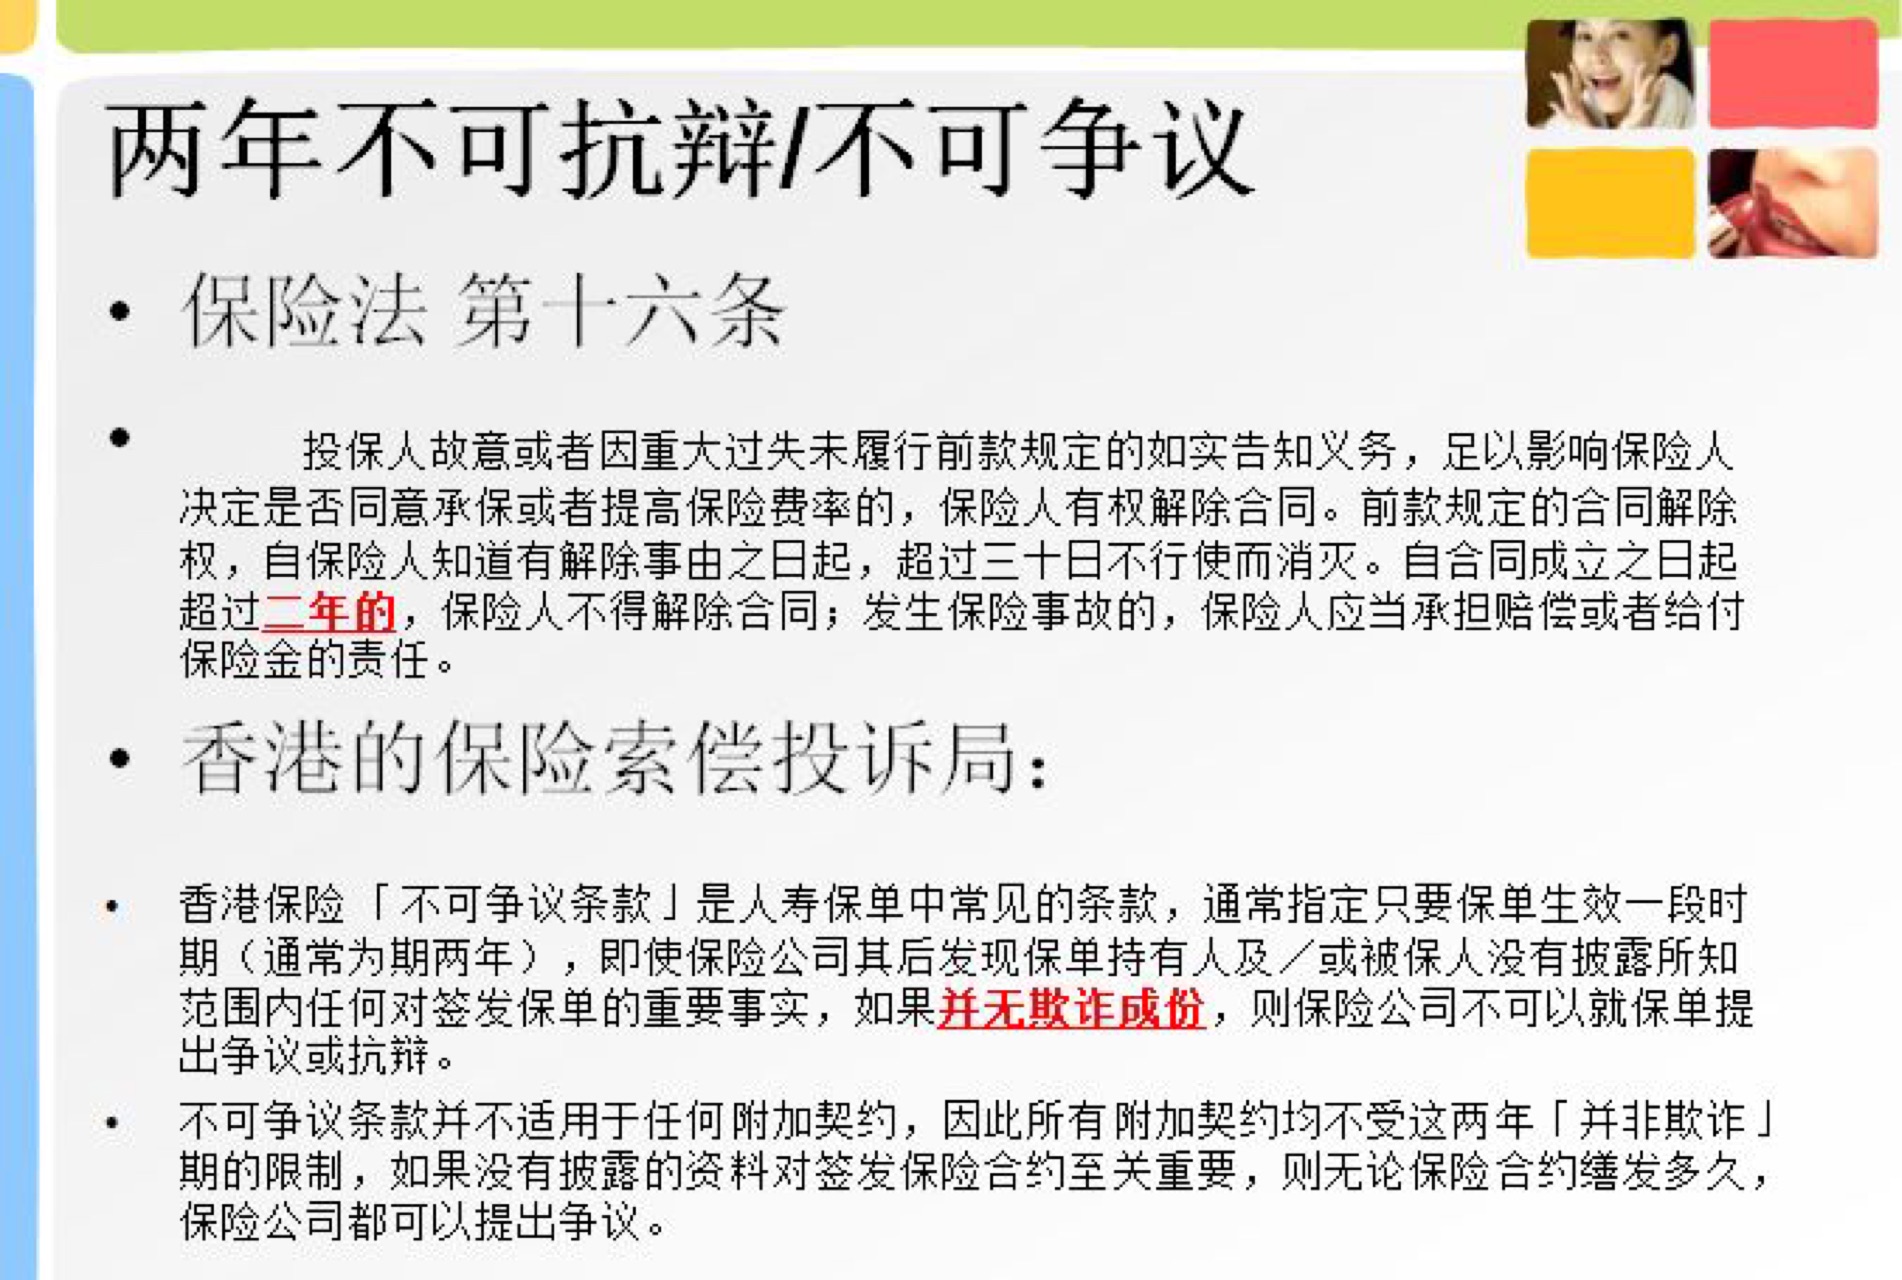 两年不可抗辩/不可争议
• 保险法 第十六条
• 投保人故意或者因重大过失未履行前款规定的如实告知义务，足以影响保险人
决定是否同意承保或者提高保险费率的，保险人有权解除合同。前款规定的合同解除
权，自保险人知道有解除事由之日起，超过三十日不行使而消灭。自合同成立之日起
超过二年的，保险人不得解除合同；发生保险事故的，保险人应当承担赔偿或者给付
保险金的责任。
• 香港的保险索偿投诉局：
• 香港保险「不可争议条款」是人寿保单中常见的条款，通常指定只要保单生效一段时
期（通常为期两年），即使保险公司其后发现保单持有人及／或被保人没有披露所知
范围内任何对签发保单的重要事实，如果并无欺诈成份，则保险公司不可以就保单提
出争议或抗辩。
• 不可争议条款并不适用于任何附加契约，因此所有附加契约均不受这两年「并非欺诈」
期的限制，如果没有披露的资料对签发保险合约至关重要，则无论保险合约缮发多久，
保险公司都可以提出争议。